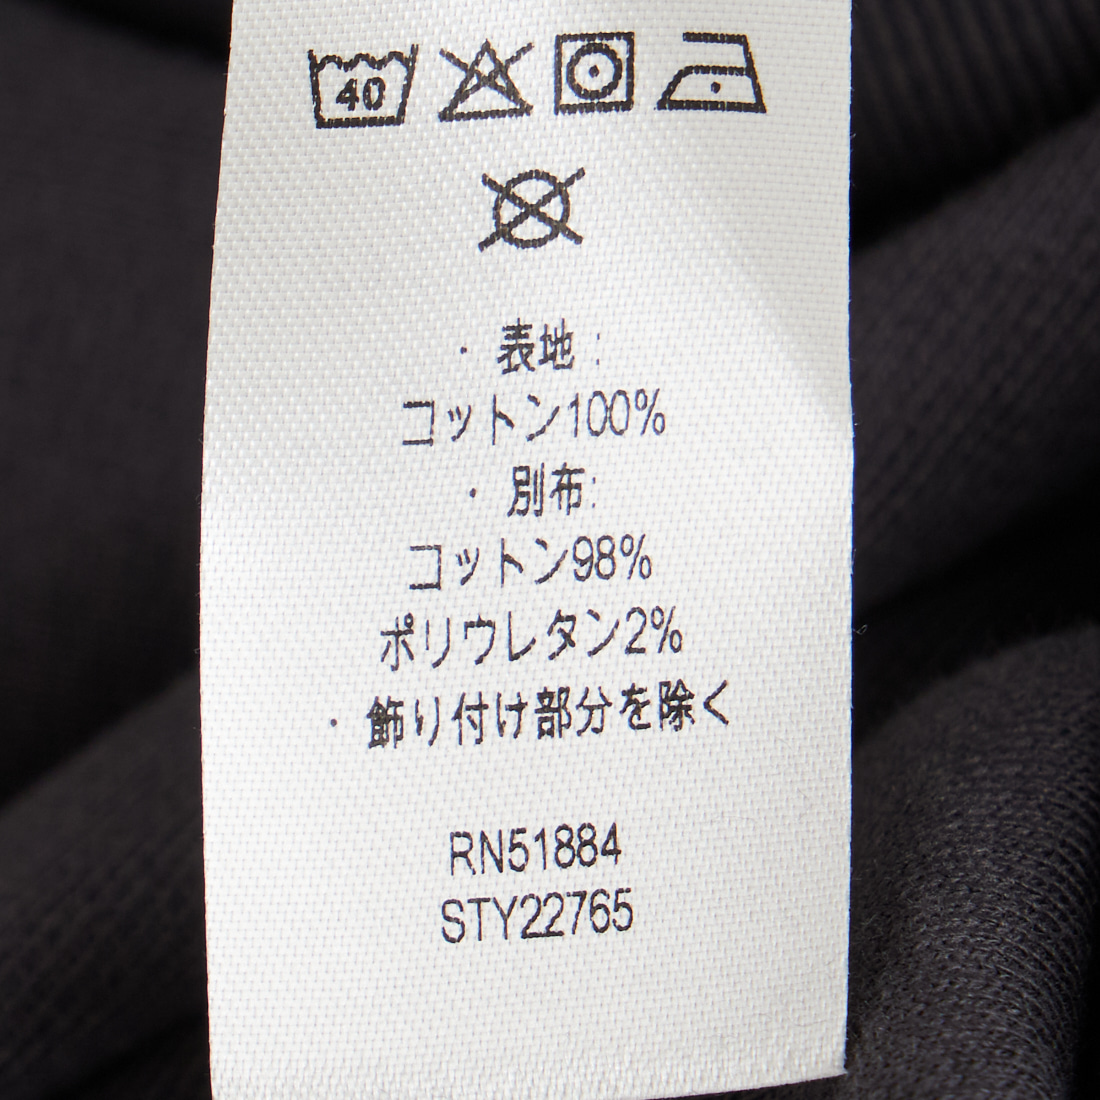 40
・表地:
コットン100%
・別布:
コットン98%
ポリウレタン2%
・飾り付け部分を除く
RN51884
STY22765